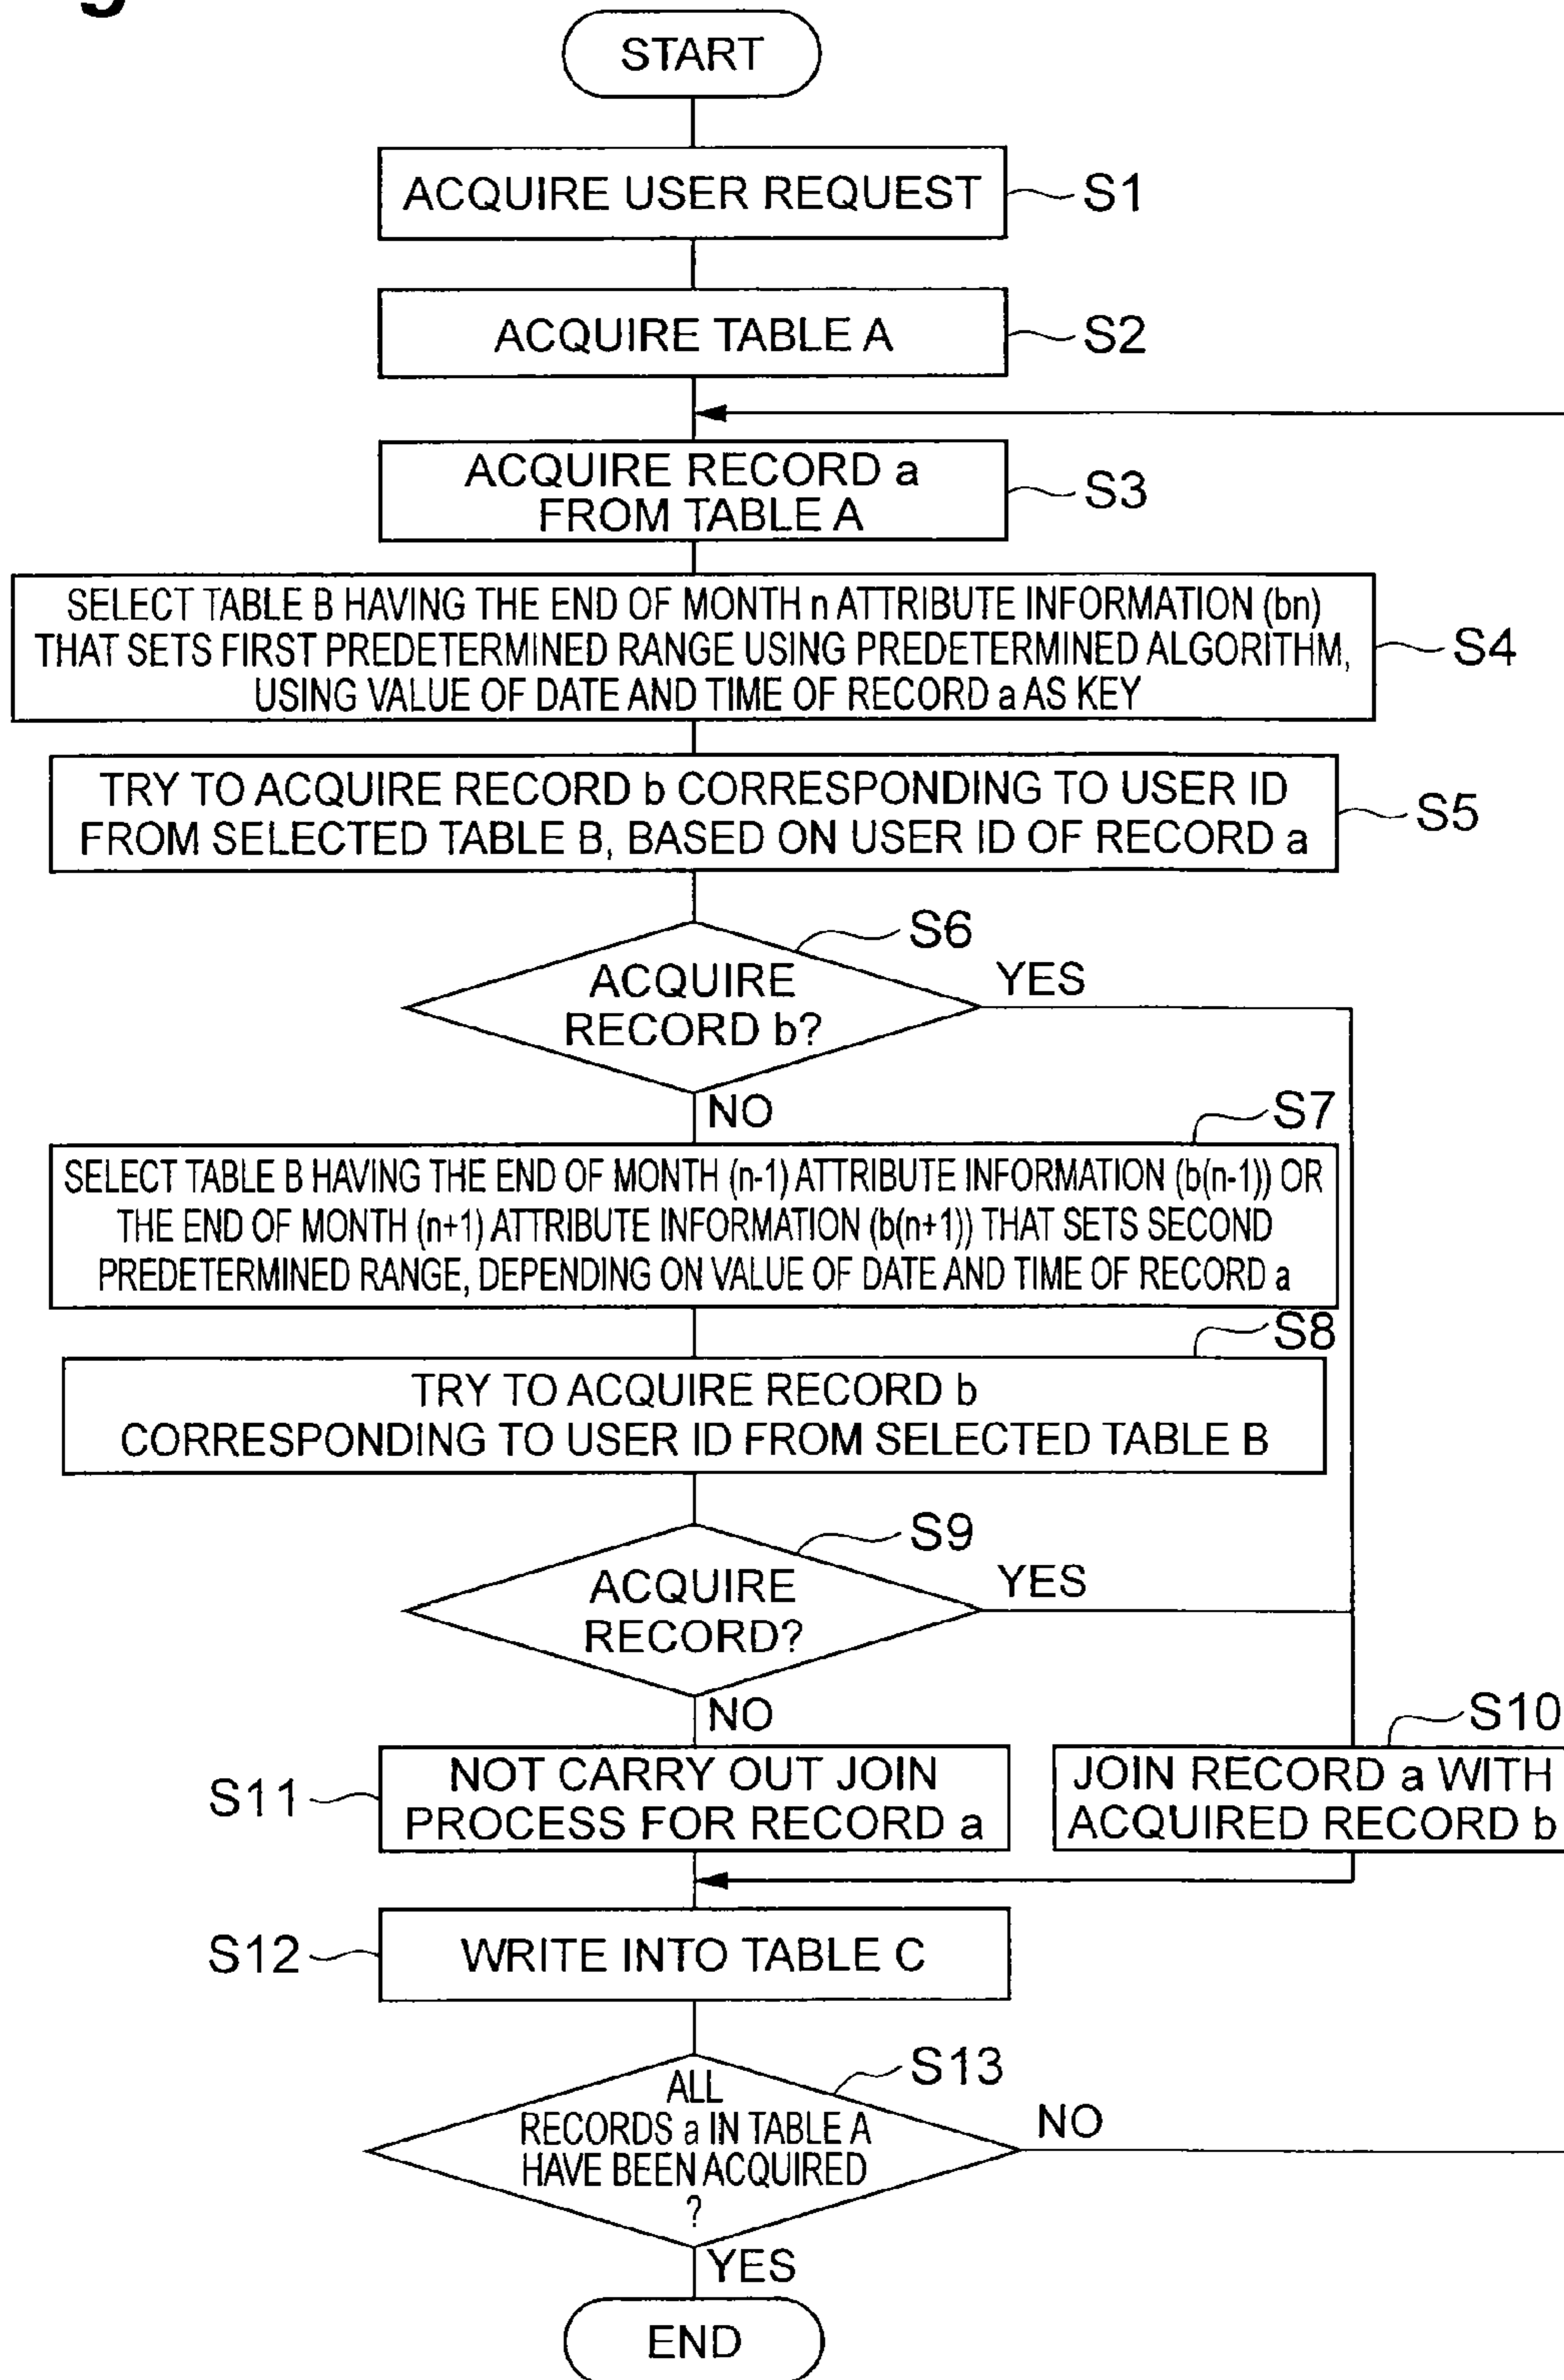 START
ACQUIRE USER REQUEST
S1
ACQUIRE TABLE A
S2
ACQUIRE RECORD a
FROM TABLE A
S3
SELECT TABLE B HAVING THE END OF MONTH n ATTRIBUTE INFORMATION (bn)
THAT SETS FIRST PREDETERMINED RANGE USING PREDETERMINED ALGORITHM,
USING VALUE OF DATE AND TIME OF RECORD a AS KEY
S4
TRY TO ACQUIRE RECORD b CORRESPONDING TO USER ID
FROM SELECTED TABLE B, BASED ON USER ID OF RECORD a
S5
S6
ACQUIRE
RECORD b?
YES
NO
S7
SELECT TABLE B HAVING THE END OF MONTH (n-1) ATTRIBUTE INFORMATION (b(n-1)) OR
THE END OF MONTH (n+1) ATTRIBUTE INFORMATION (b(n+1)) THAT SETS SECOND
PREDETERMINED RANGE, DEPENDING ON VALUE OF DATE AND TIME OF RECORD a
S8
TRY TO ACQUIRE RECORD b
CORRESPONDING TO USER ID FROM SELECTED TABLE B
S9
ACQUIRE
RECORD?
YES
NO
S10
S11
NOT CARRY OUT JOIN
PROCESS FOR RECORD a
JOIN RECORD a WITH
ACQUIRED RECORD b
S12
WRITE INTO TABLE C
S13
ALL
RECORDS a IN TABLE A
HAVE BEEN ACQUIRED
?
NO
YES
END